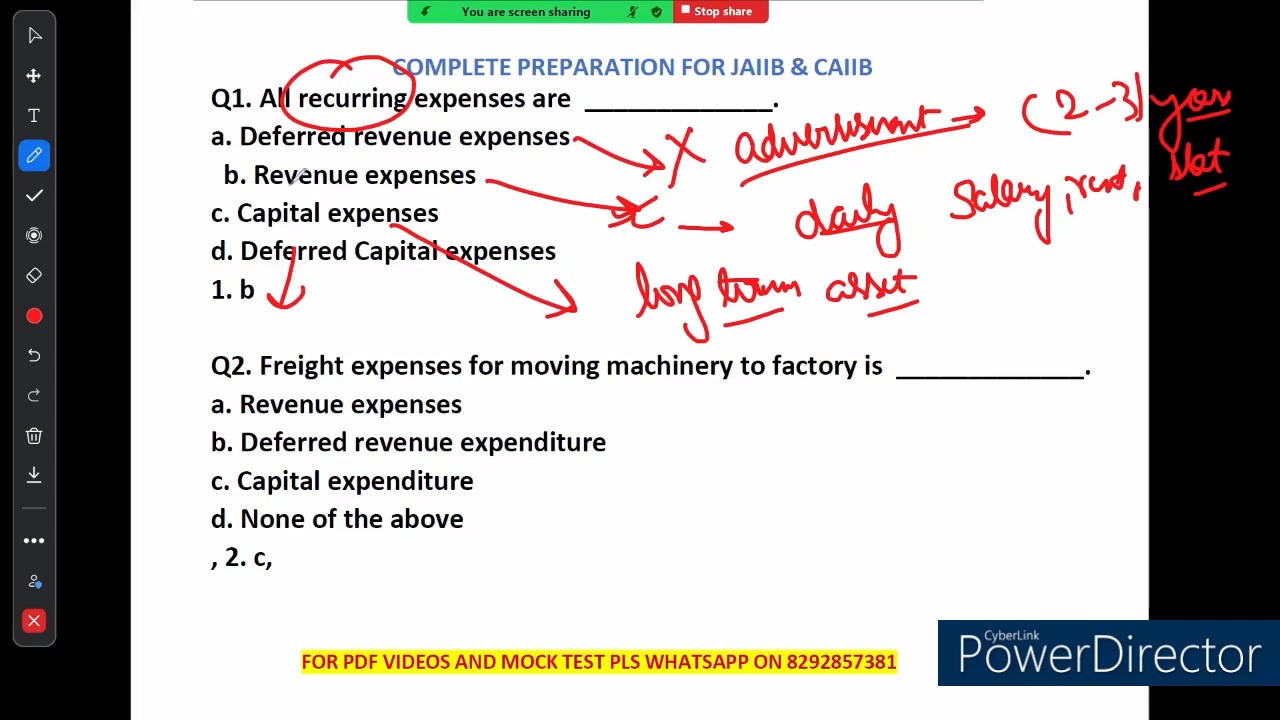 You are screen sharing Stop share
COMPLETE PREPARATION FOR JAIIB & CAIIB
Q1. All recurring expenses are _____________.
a. Deferred revenue expenses
X advertisement (2-3) year
b. Revenue expenses
daily salary, rent,
c. Capital expenses
d. Deferred Capital expenses
long term asset
1. b
Q2. Freight expenses for moving machinery to factory is _____________.
a. Revenue expenses
b. Deferred revenue expenditure
c. Capital expenditure
d. None of the above
, 2. c,
FOR PDF VIDEOS AND MOCK TEST PLS WHATSAPP ON 8292857381
CyberLink
PowerDirector
T